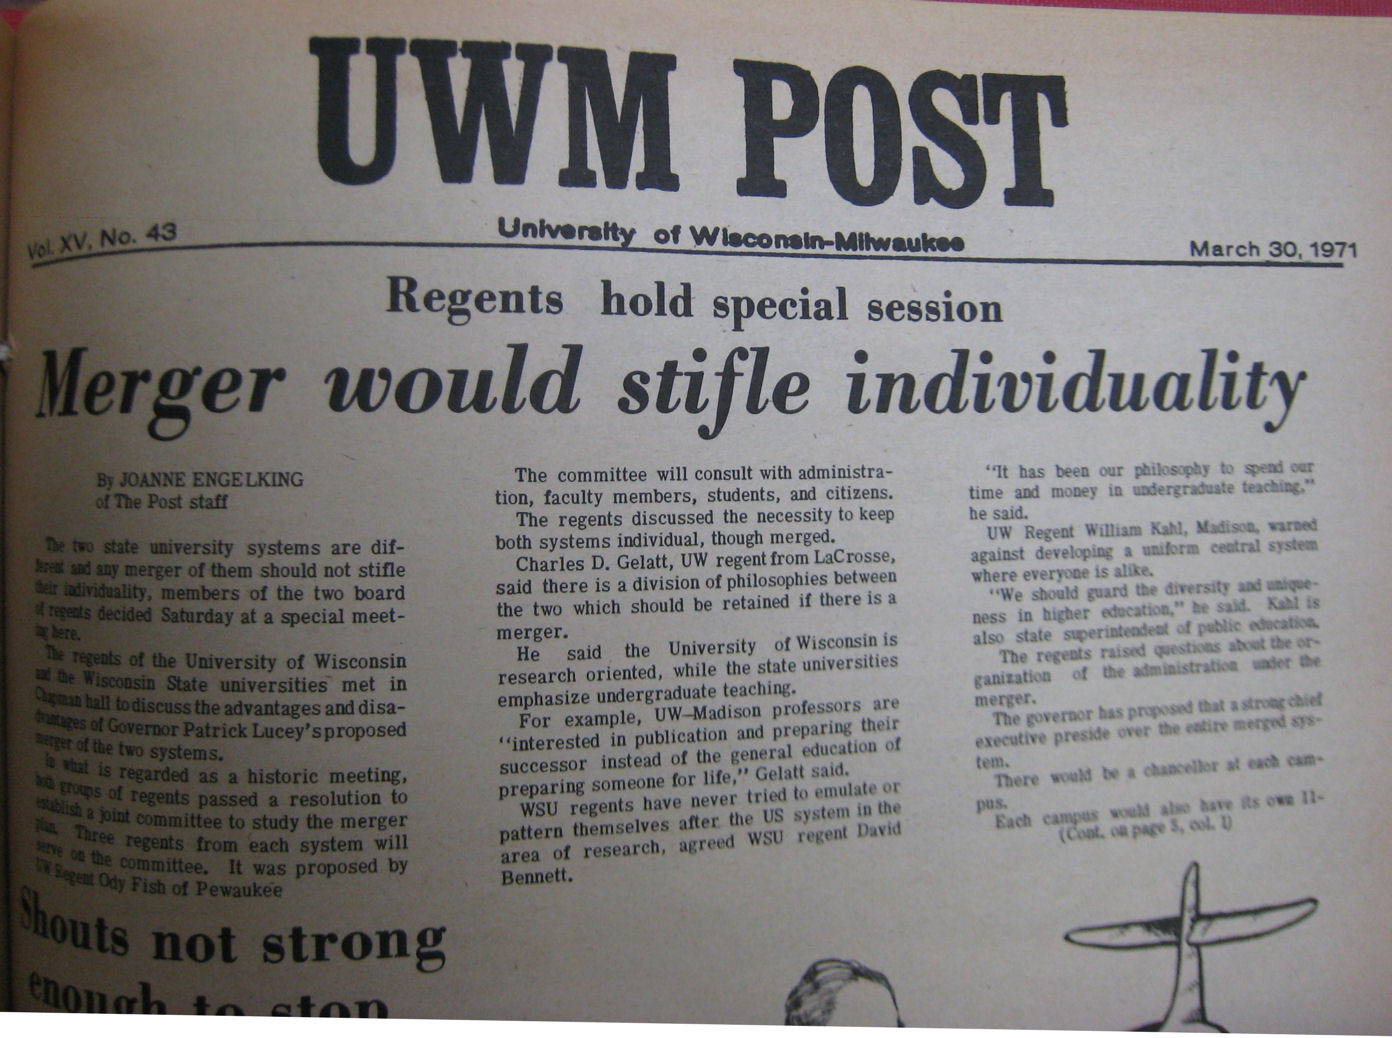 UWM POST
University of Wisconsin-Milwaukee
Vol. XV, No. 43
March 30, 1971
Regents hold special session
Merger would stifle individuality
By JOANNE ENGELKING
of The Post staff
The two state university systems are dif-
ferent and any merger of them should not stifle
their individuality, members of the two board
of regents decided Saturday at a special meet-
ing here.
The regents of the University of Wisconsin
and the Wisconsin State universities met in
Chapman hall to discuss the advantages and disa-
dvantages of Governor Patrick Lucey's proposed
merger of the two systems.
In what is regarded as a historic meeting,
both groups of regents passed a resolution to
establish a joint committee to study the merger
plan. Three regents from each system will
serve on the committee. It was proposed by
UW Regent Ody Fish of Pewaukee
The committee will consult with administra-
tion, faculty members, students, and citizens.
The regents discussed the necessity to keep
both systems individual, though merged.
Charles D. Gelatt, UW regent from LaCrosse,
said there is a division of philosophies between
the two which should be retained if there is a
merger.
He said the University of Wisconsin is
research oriented, while the state universities
emphasize undergraduate teaching.
For example, UW-Madison professors are
"interested in publication and preparing their
successor instead of the general education of
preparing someone for life," Gelatt said.
WSU regents have never tried to emulate or
pattern themselves after the US system in the
area of research, agreed WSU regent David
Bennett.
"It has been our philosophy to spend our
time and money in undergraduate teaching,"
he said.
UW Regent William Kahl, Madison, warned
against developing a uniform central system
where everyone is alike.
"We should guard the diversity and unique-
ness in higher education," he said. Kahl is
also state superintendent of public education.
The regents raised questions about the or-
ganization of the administration under the
merger.
The governor has proposed that a strong chief
executive preside over the entire merged sys-
tem.
There would be a chancellor at each cam-
pus.
Each campus would also have its own 11-
(Cont. on page 5, col. 1)
Shouts not strong
enough to stop